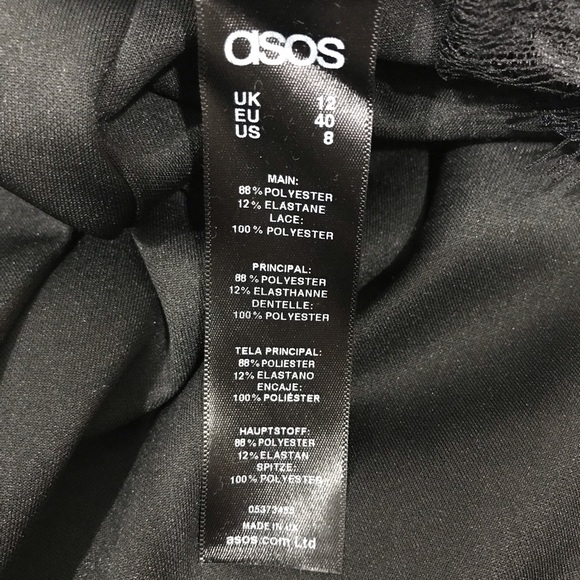 asos
UK 12
EU 40
US 8
MAIN:
88% POLYESTER
12% ELASTANE
LACE:
100% POLYESTER
PRINCIPAL:
88% POLYESTER
12% ELASTHANNE
DENTELLE:
100% POLYESTER
TELA PRINCIPAL:
88% POLIESTER
12% ELASTANO
ENCAJE:
100% POLIÉSTER
HAUPTSTOFF:
88% POLYESTER
12% ELASTAN
SPITZE:
100% POLYESTER
MADE IN UK
asos.com Ltd